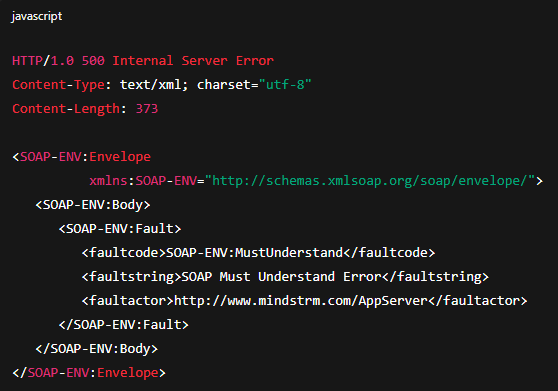 javascript
HTTP/1.0 500 Internal Server Error
Content-Type: text/xml; charset="utf-8"
Content-Length: 373
<SOAP-ENV:Envelope
xmlns:SOAP-ENV="http://schemas.xmlsoap.org/soap/envelope/">
<SOAP-ENV:Body>
<SOAP-ENV:Fault>
<faultcode>SOAP-ENV:MustUnderstand</faultcode>
<faultstring>SOAP Must Understand Error</faultstring>
<faultactor>http://www.mindstrm.com/AppServer</faultactor>
</SOAP-ENV:Fault>
</SOAP-ENV:Body>
</SOAP-ENV:Envelope>